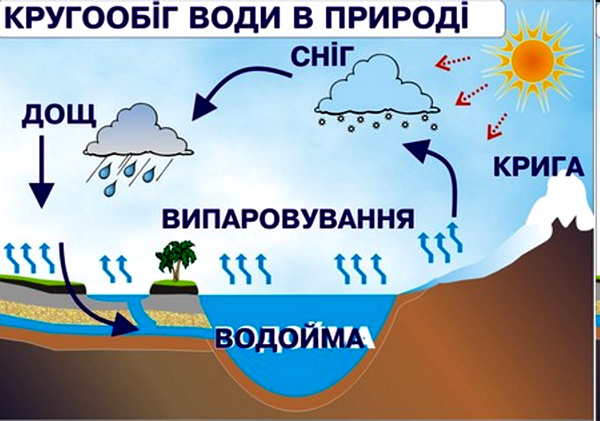 КРУГООБІГ ВОДИ В ПРИРОДІ
СНІГ
ДОЩ
КРИГА
ВИПАРОВУВАННЯ
ВОДОЙМА